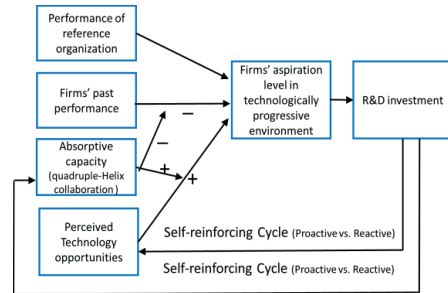 Performance of
reference
organization
Firms' past
performance
Absorptive
capacity
(quadruple-Helix
collaboration)
Perceived
Technology
opportunities
Firms' aspiration
level in
technologically
progressive
environment
R&D investment
−
−
+
+
Self-reinforcing Cycle (Proactive vs. Reactive)
Self-reinforcing Cycle (Proactive vs. Reactive)